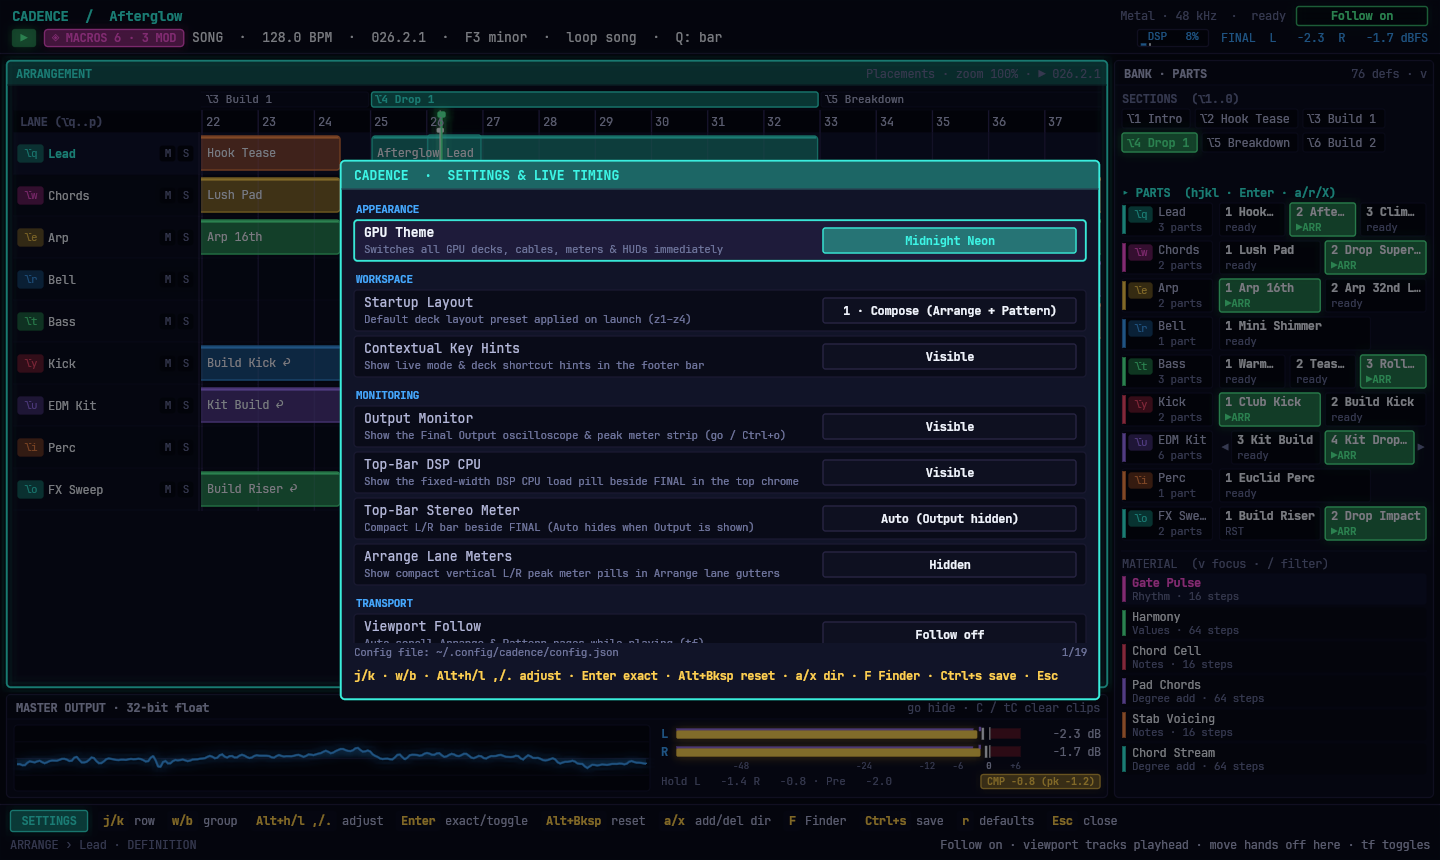 CADENCE / Afterglow
Metal · 48 kHz · ready Follow on
▶ ◈ MACROS 6 · 3 MOD SONG · 128.0 BPM · 026.2.1 · F3 minor · loop song · Q: bar
DSP 8% FINAL L -2.3 R -1.7 dBFS
ARRANGEMENT
Placements · zoom 100% · ▶ 026.2.1
⌥3 Build 1 ⌥4 Drop 1 ⌥5 Breakdown
LANE (⌥q..p) 22 23 24 25 26 27 28 29 30 31 32 33 34 35 36 37
⌥q Lead M S Hook Tease Afterglow Lead
⌥w Chords M S Lush Pad
⌥e Arp M S Arp 16th
⌥r Bell M S
⌥t Bass M S
⌥y Kick M S Build Kick
⌥u EDM Kit M S Kit Build
⌥i Perc M S
⌥o FX Sweep M S Build Riser
CADENCE · SETTINGS & LIVE TIMING
APPEARANCE
GPU Theme
Switches all GPU decks, cables, meters & HUDs immediately
Midnight Neon
WORKSPACE
Startup Layout
Default deck layout preset applied on launch (z1–z4)
1 · Compose (Arrange + Pattern)
Contextual Key Hints
Show live mode & deck shortcut hints in the footer bar
Visible
MONITORING
Output Monitor
Show the Final Output oscilloscope & peak meter strip (go / Ctrl+o)
Visible
Top-Bar DSP CPU
Show the fixed-width DSP CPU load pill beside FINAL in the top chrome
Visible
Top-Bar Stereo Meter
Compact L/R bar beside FINAL (Auto hides when Output is shown)
Auto (Output hidden)
Arrange Lane Meters
Show compact vertical L/R peak meter pills in Arrange lane gutters
Hidden
TRANSPORT
Viewport Follow
Auto-scroll Arrange & Pattern pages while playing (tf)
Follow off
Config file: ~/.config/cadence/config.json 1/19
j/k · w/b · Alt+h/l ,/. adjust · Enter exact · Alt+Bksp reset · a/x dir · F Finder · Ctrl+s save · Esc
BANK · PARTS 76 defs · v
SECTIONS (⌥1..0)
⌥1 Intro ⌥2 Hook Tease ⌥3 Build 1
⌥4 Drop 1 ⌥5 Breakdown ⌥6 Build 2
▸ PARTS (hjkl · Enter · a/r/X)
⌥q Lead 1 Hook… 2 Afte… 3 Clim…
3 parts ready ▶ARR ready
⌥w Chords 1 Lush Pad 2 Drop Super…
2 parts ready ▶ARR
⌥e Arp 1 Arp 16th 2 Arp 32nd L…
2 parts ▶ARR ready
⌥r Bell 1 Mini Shimmer
1 part ready
⌥t Bass 1 Warm… 2 Teas… 3 Roll…
3 parts ready ready ▶ARR
⌥y Kick 1 Club Kick 2 Build Kick
2 parts ▶ARR ready
⌥u EDM Kit ◀ 3 Kit Build 4 Kit Drop… ▶
6 parts ready ▶ARR
⌥i Perc 1 Euclid Perc
1 part ready
⌥o FX Swe… 1 Build Riser 2 Drop Impact
2 parts RST ▶ARR
MATERIAL (v focus · / filter)
Gate Pulse
Rhythm · 16 steps
Harmony
Values · 64 steps
Chord Cell
Notes · 16 steps
Pad Chords
Degree add · 64 steps
Stab Voicing
Notes · 16 steps
Chord Stream
Degree add · 64 steps
MASTER OUTPUT · 32-bit float
go hide · C / tC clear clips
L -2.3 dB
R -1.7 dB
-48 -24 -12 -6 0 +6
Hold L -1.4 R -0.8 · Pre -2.0 CMP -0.8 (pk -1.2)
SETTINGS j/k row w/b group Alt+h/l ,/. adjust Enter exact/toggle Alt+Bksp reset a/x add/del dir F Finder Ctrl+s save r defaults Esc close
ARRANGE › Lead · DEFINITION
Follow on · viewport tracks playhead · move hands off here · tf toggles